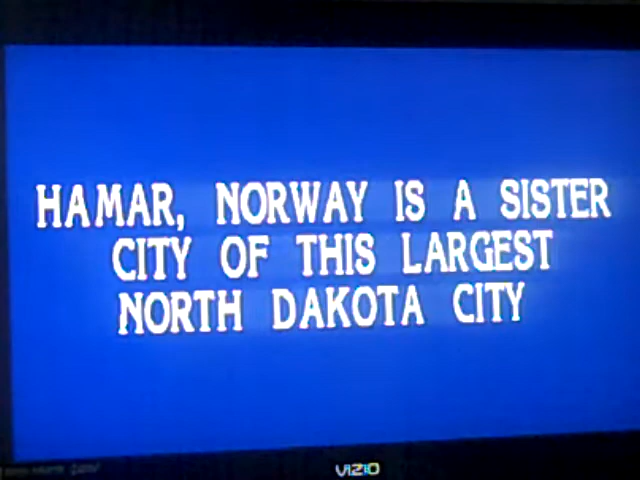 HAMAR, NORWAY IS A SISTER
CITY OF THIS LARGEST
NORTH DAKOTA CITY
VIZIO